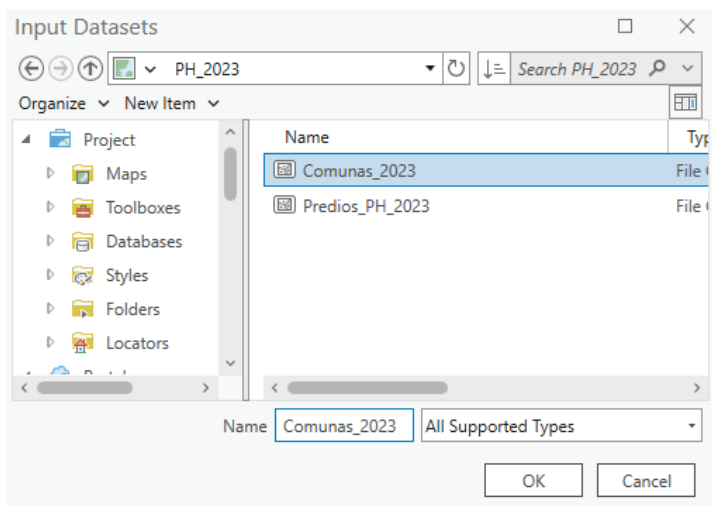 Input Datasets
PH_2023
Search PH_2023
Organize New Item
Project
Maps
Toolboxes
Databases
Styles
Folders
Locators
Name
Comunas_2023 File
Predios_PH_2023 File
Name Comunas_2023 All Supported Types
OK Cancel